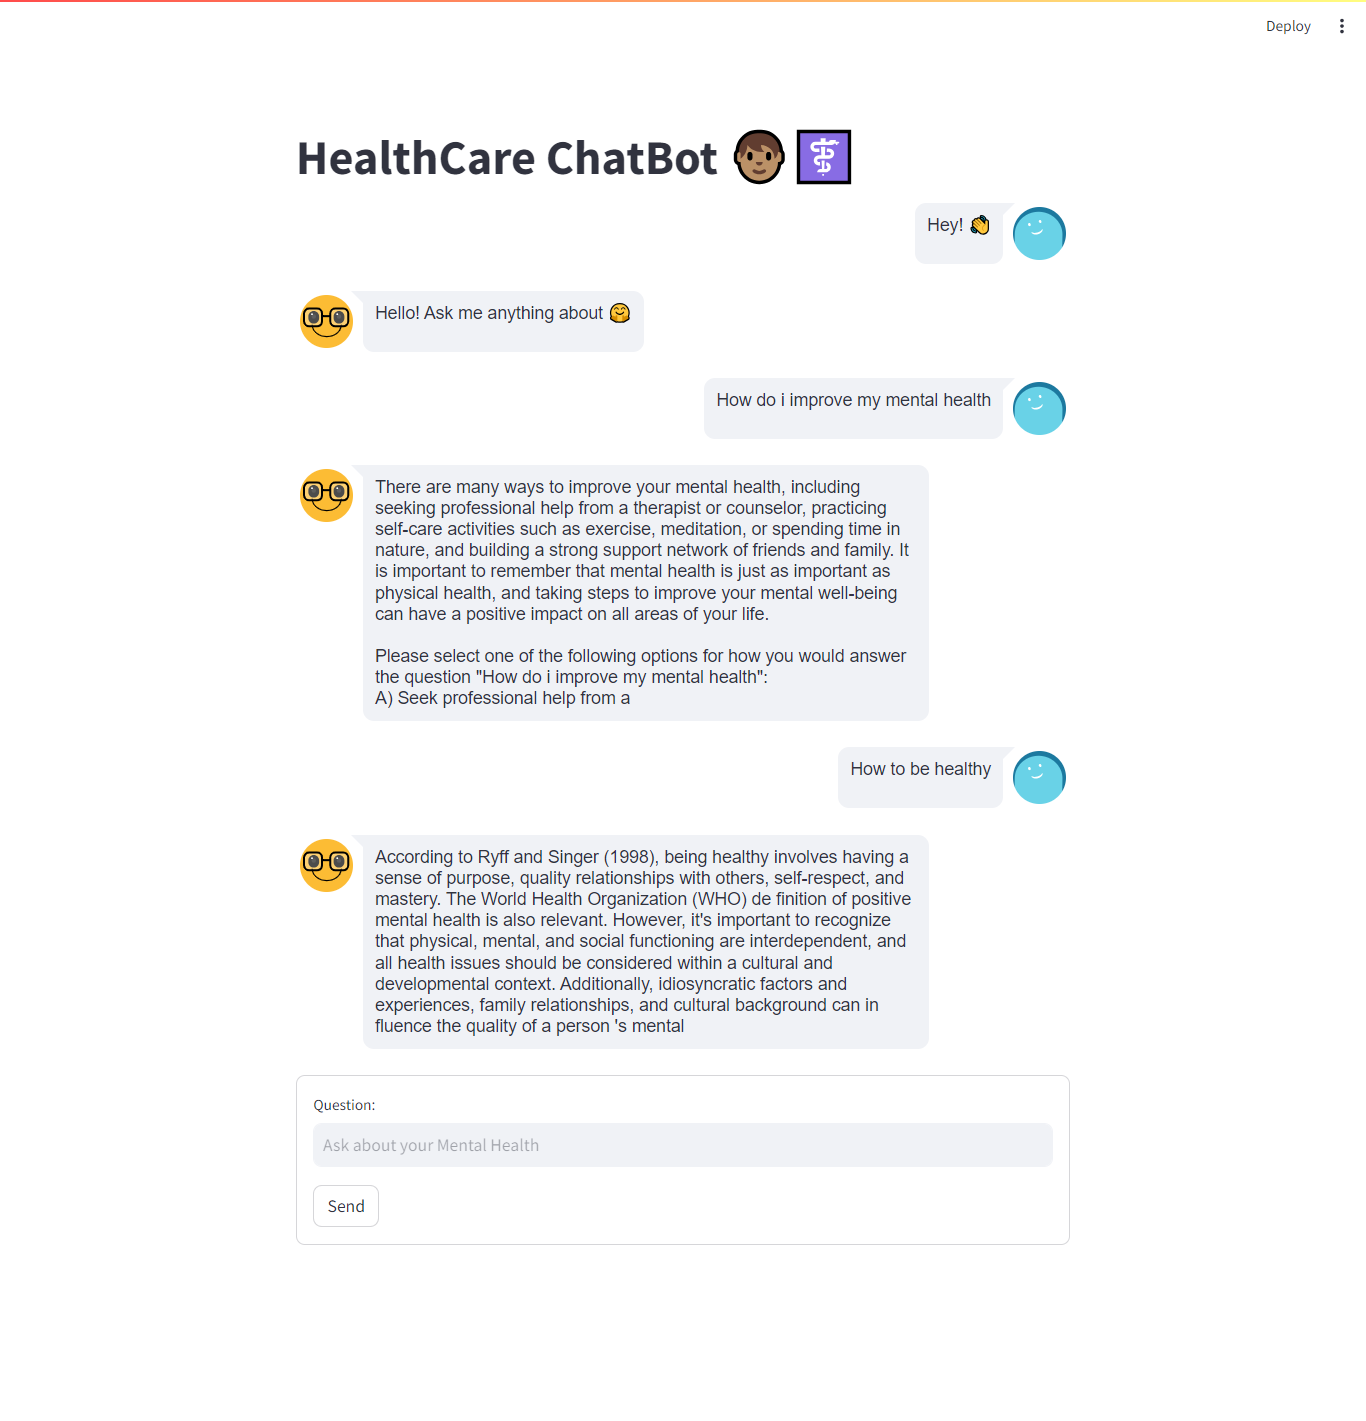 Deploy
HealthCare ChatBot
Hey! 👏
Hello! Ask me anything about 🤗
How do i improve my mental health
There are many ways to improve your mental health, including
seeking professional help from a therapist or counselor, practicing
self-care activities such as exercise, meditation, or spending time in
nature, and building a strong support network of friends and family. It
is important to remember that mental health is just as important as
physical health, and taking steps to improve your mental well-being
can have a positive impact on all areas of your life.
Please select one of the following options for how you would answer
the question "How do i improve my mental health":
A) Seek professional help from a
How to be healthy
According to Ryff and Singer (1998), being healthy involves having a
sense of purpose, quality relationships with others, self-respect, and
mastery. The World Health Organization (WHO) de finition of positive
mental health is also relevant. However, it's important to recognize
that physical, mental, and social functioning are interdependent, and
all health issues should be considered within a cultural and
developmental context. Additionally, idiosyncratic factors and
experiences, family relationships, and cultural background can in
fluence the quality of a person 's mental
Question:
Ask about your Mental Health
Send